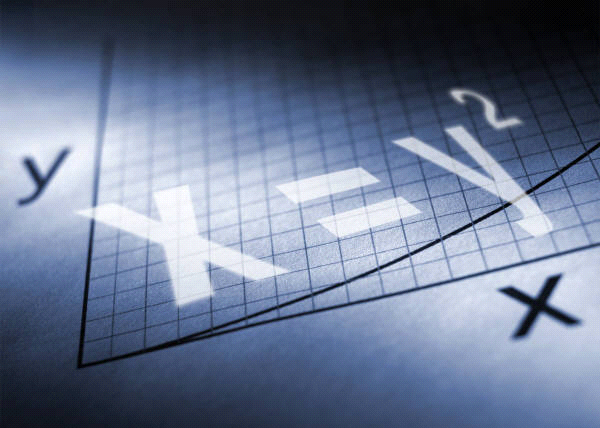 y
x = y²
x